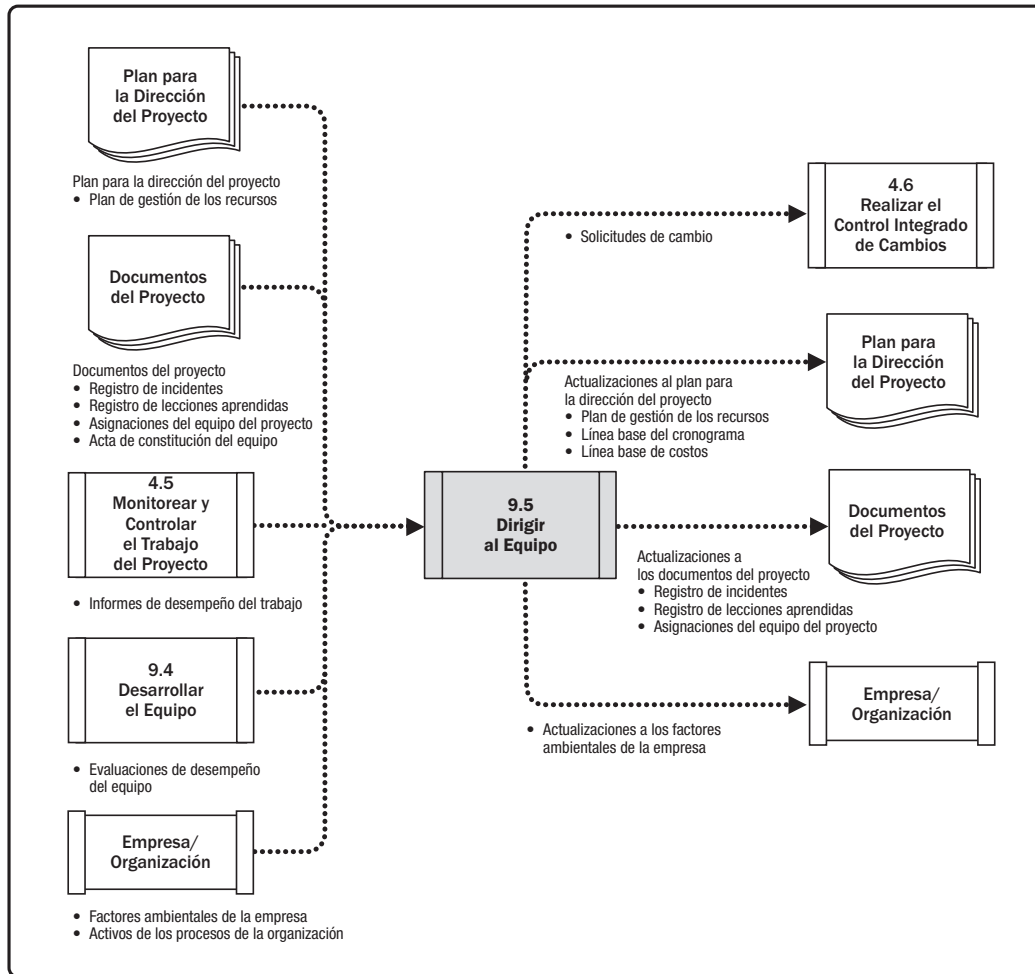 Plan para
la Dirección
del Proyecto
Plan para la dirección del proyecto
• Plan de gestión de los recursos
Documentos
del Proyecto
Documentos del proyecto
• Registro de incidentes
• Registro de lecciones aprendidas
• Asignaciones del equipo del proyecto
• Acta de constitución del equipo
4.5
Monitorear y
Controlar
el Trabajo
del Proyecto
• Informes de desempeño del trabajo
9.4
Desarrollar
el Equipo
• Evaluaciones de desempeño
del equipo
Empresa/
Organización
• Factores ambientales de la empresa
• Activos de los procesos de la organización
9.5
Dirigir
al Equipo
• Solicitudes de cambio
4.6
Realizar el
Control Integrado
de Cambios
Actualizaciones al plan para
la dirección del proyecto
• Plan de gestión de los recursos
• Línea base del cronograma
• Línea base de costos
Plan para
la Dirección
del Proyecto
Actualizaciones a
los documentos del proyecto
• Registro de incidentes
• Registro de lecciones aprendidas
• Asignaciones del equipo del proyecto
Documentos
del Proyecto
• Actualizaciones a los factores
ambientales de la empresa
Empresa/
Organización